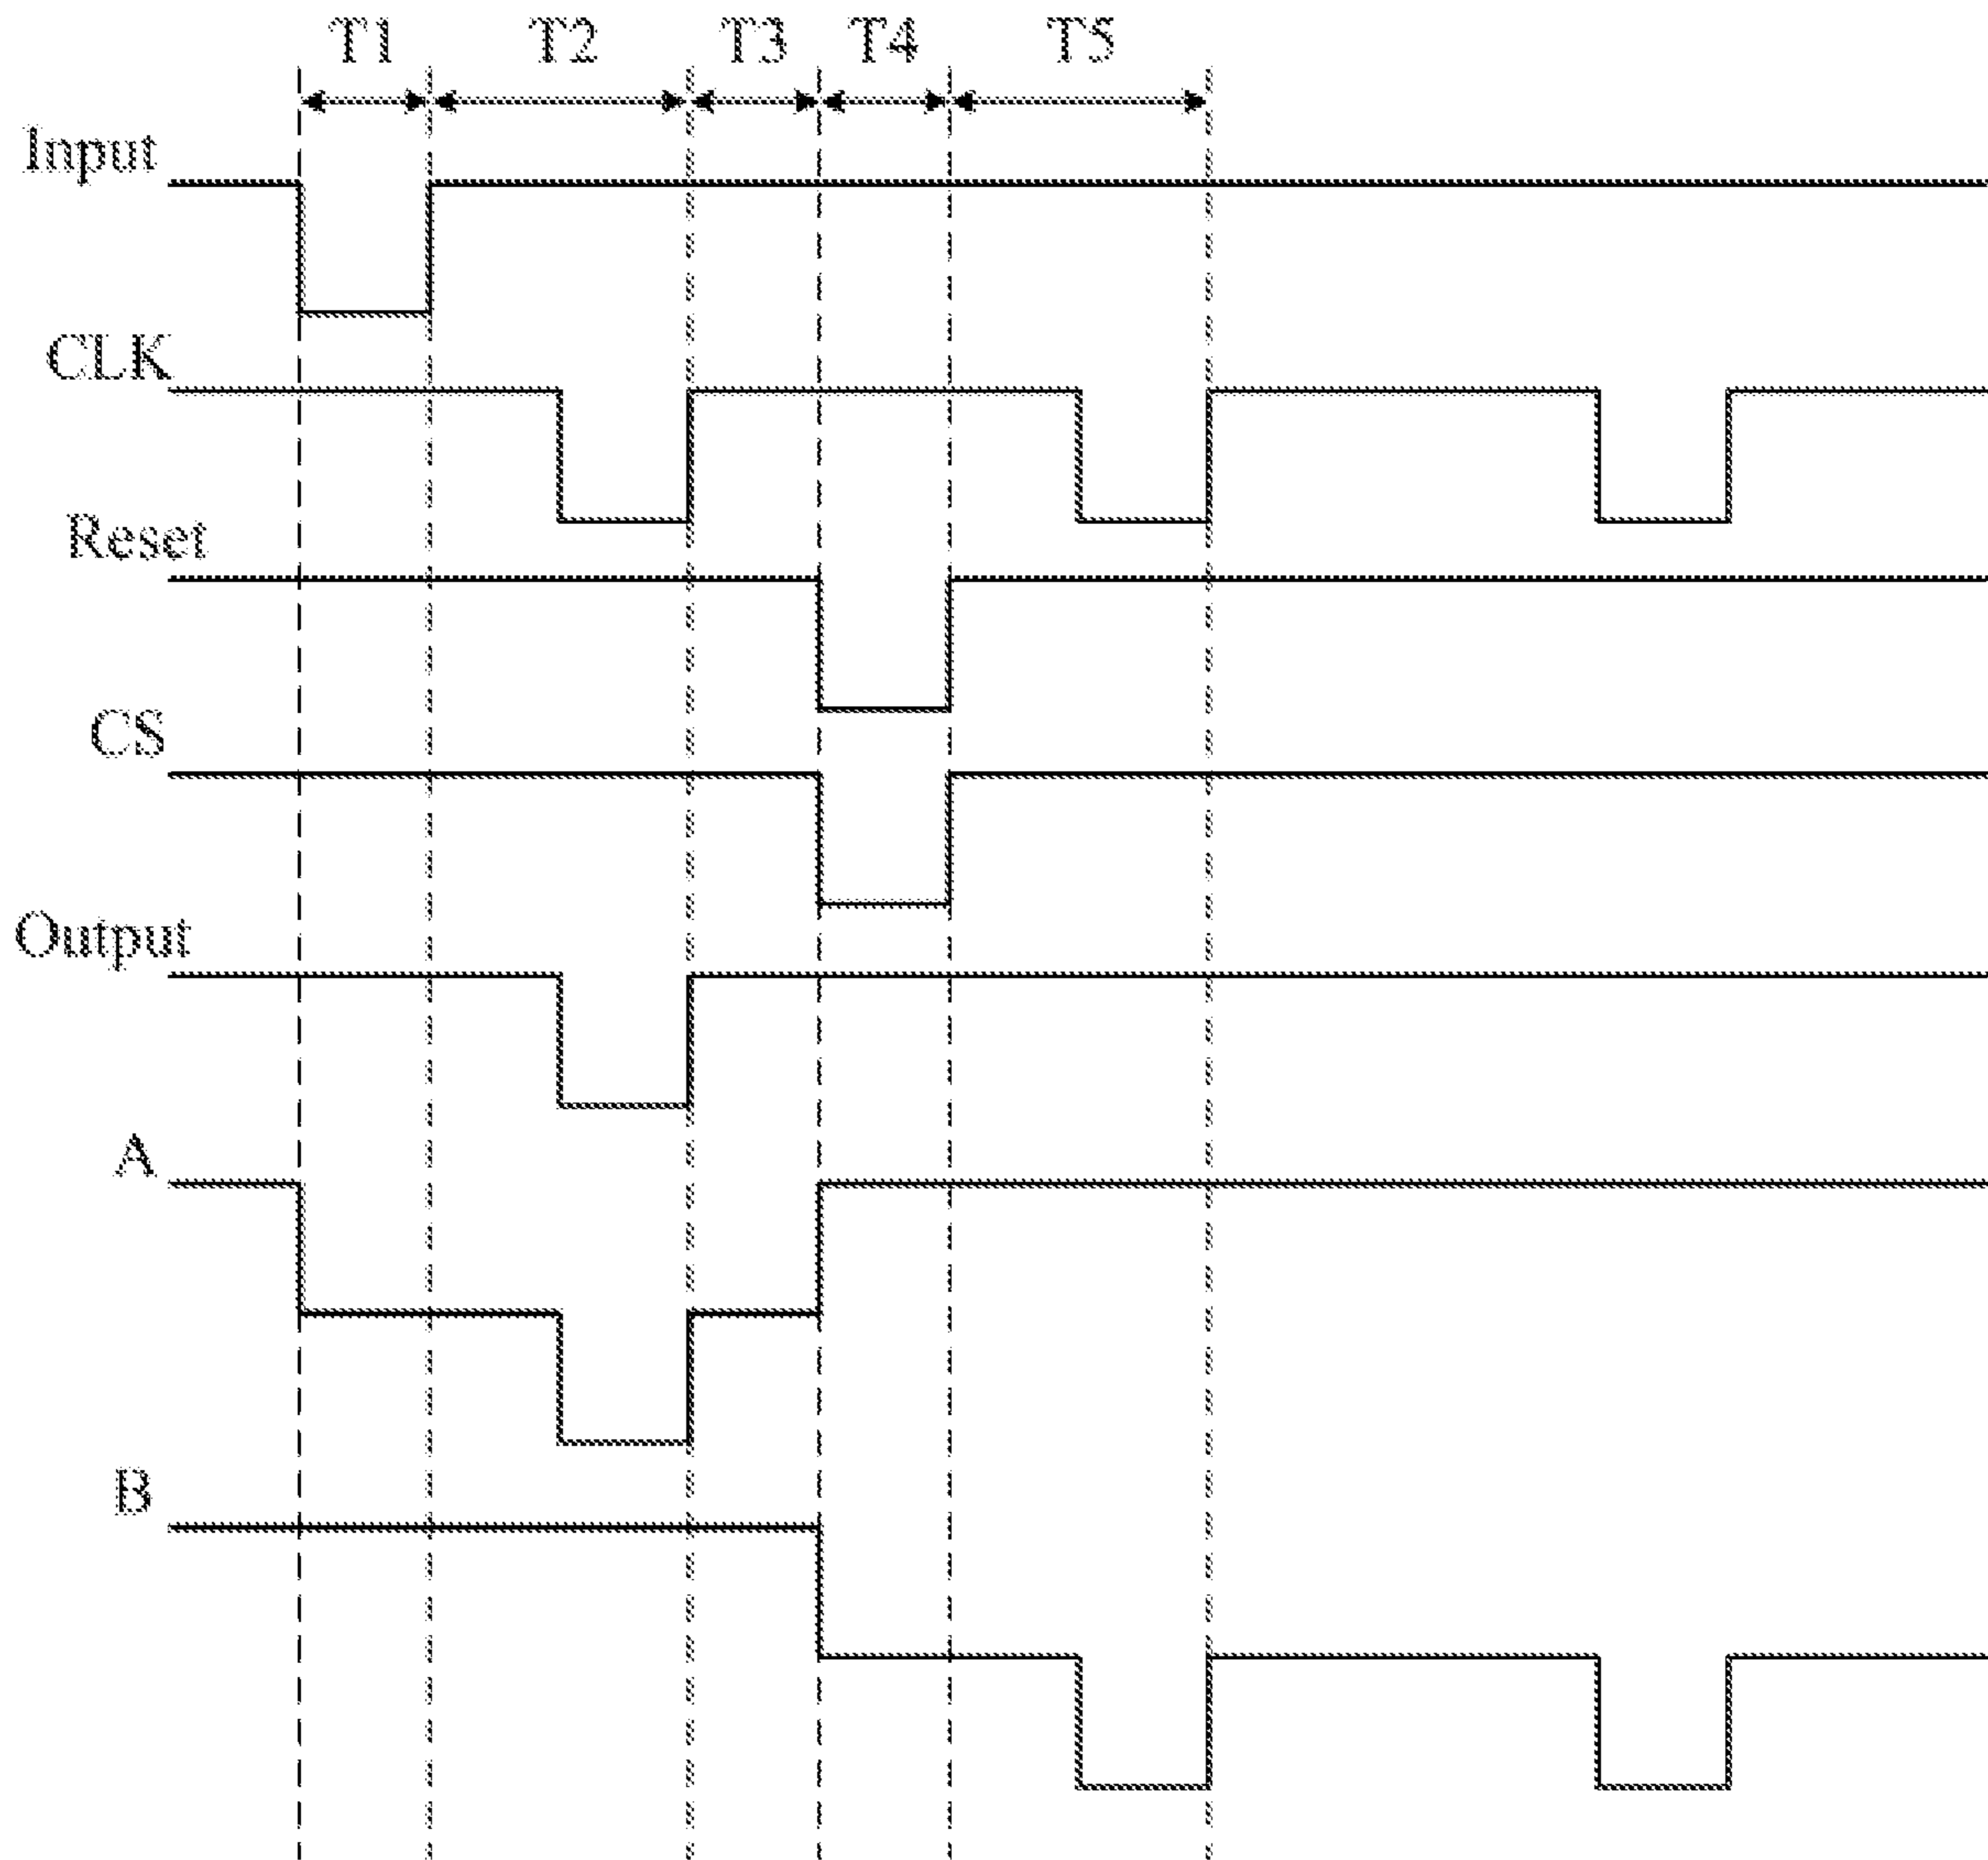 T1 T2 T3 T4 T5
Input
CLK
Reset
CS
Output
A
B